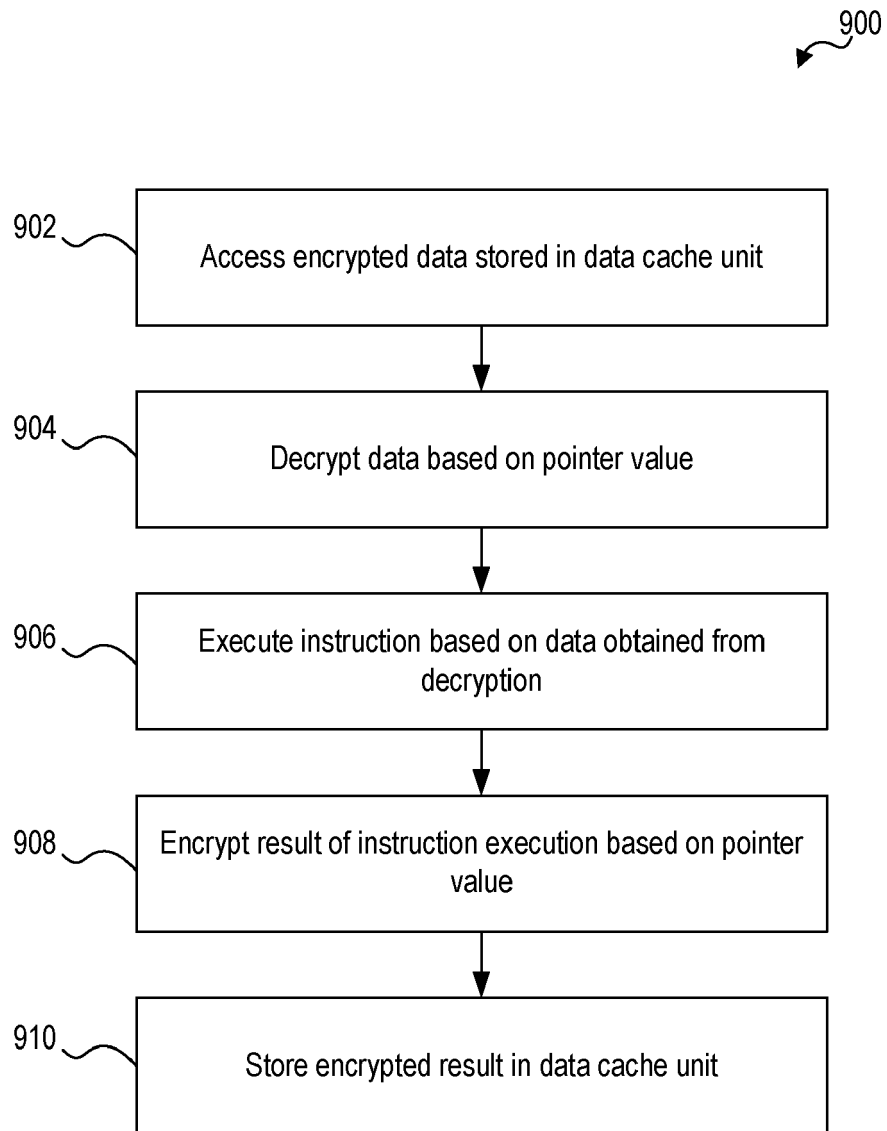 900
902
Access encrypted data stored in data cache unit
904
Decrypt data based on pointer value
906
Execute instruction based on data obtained from
decryption
908
Encrypt result of instruction execution based on pointer
value
910
Store encrypted result in data cache unit